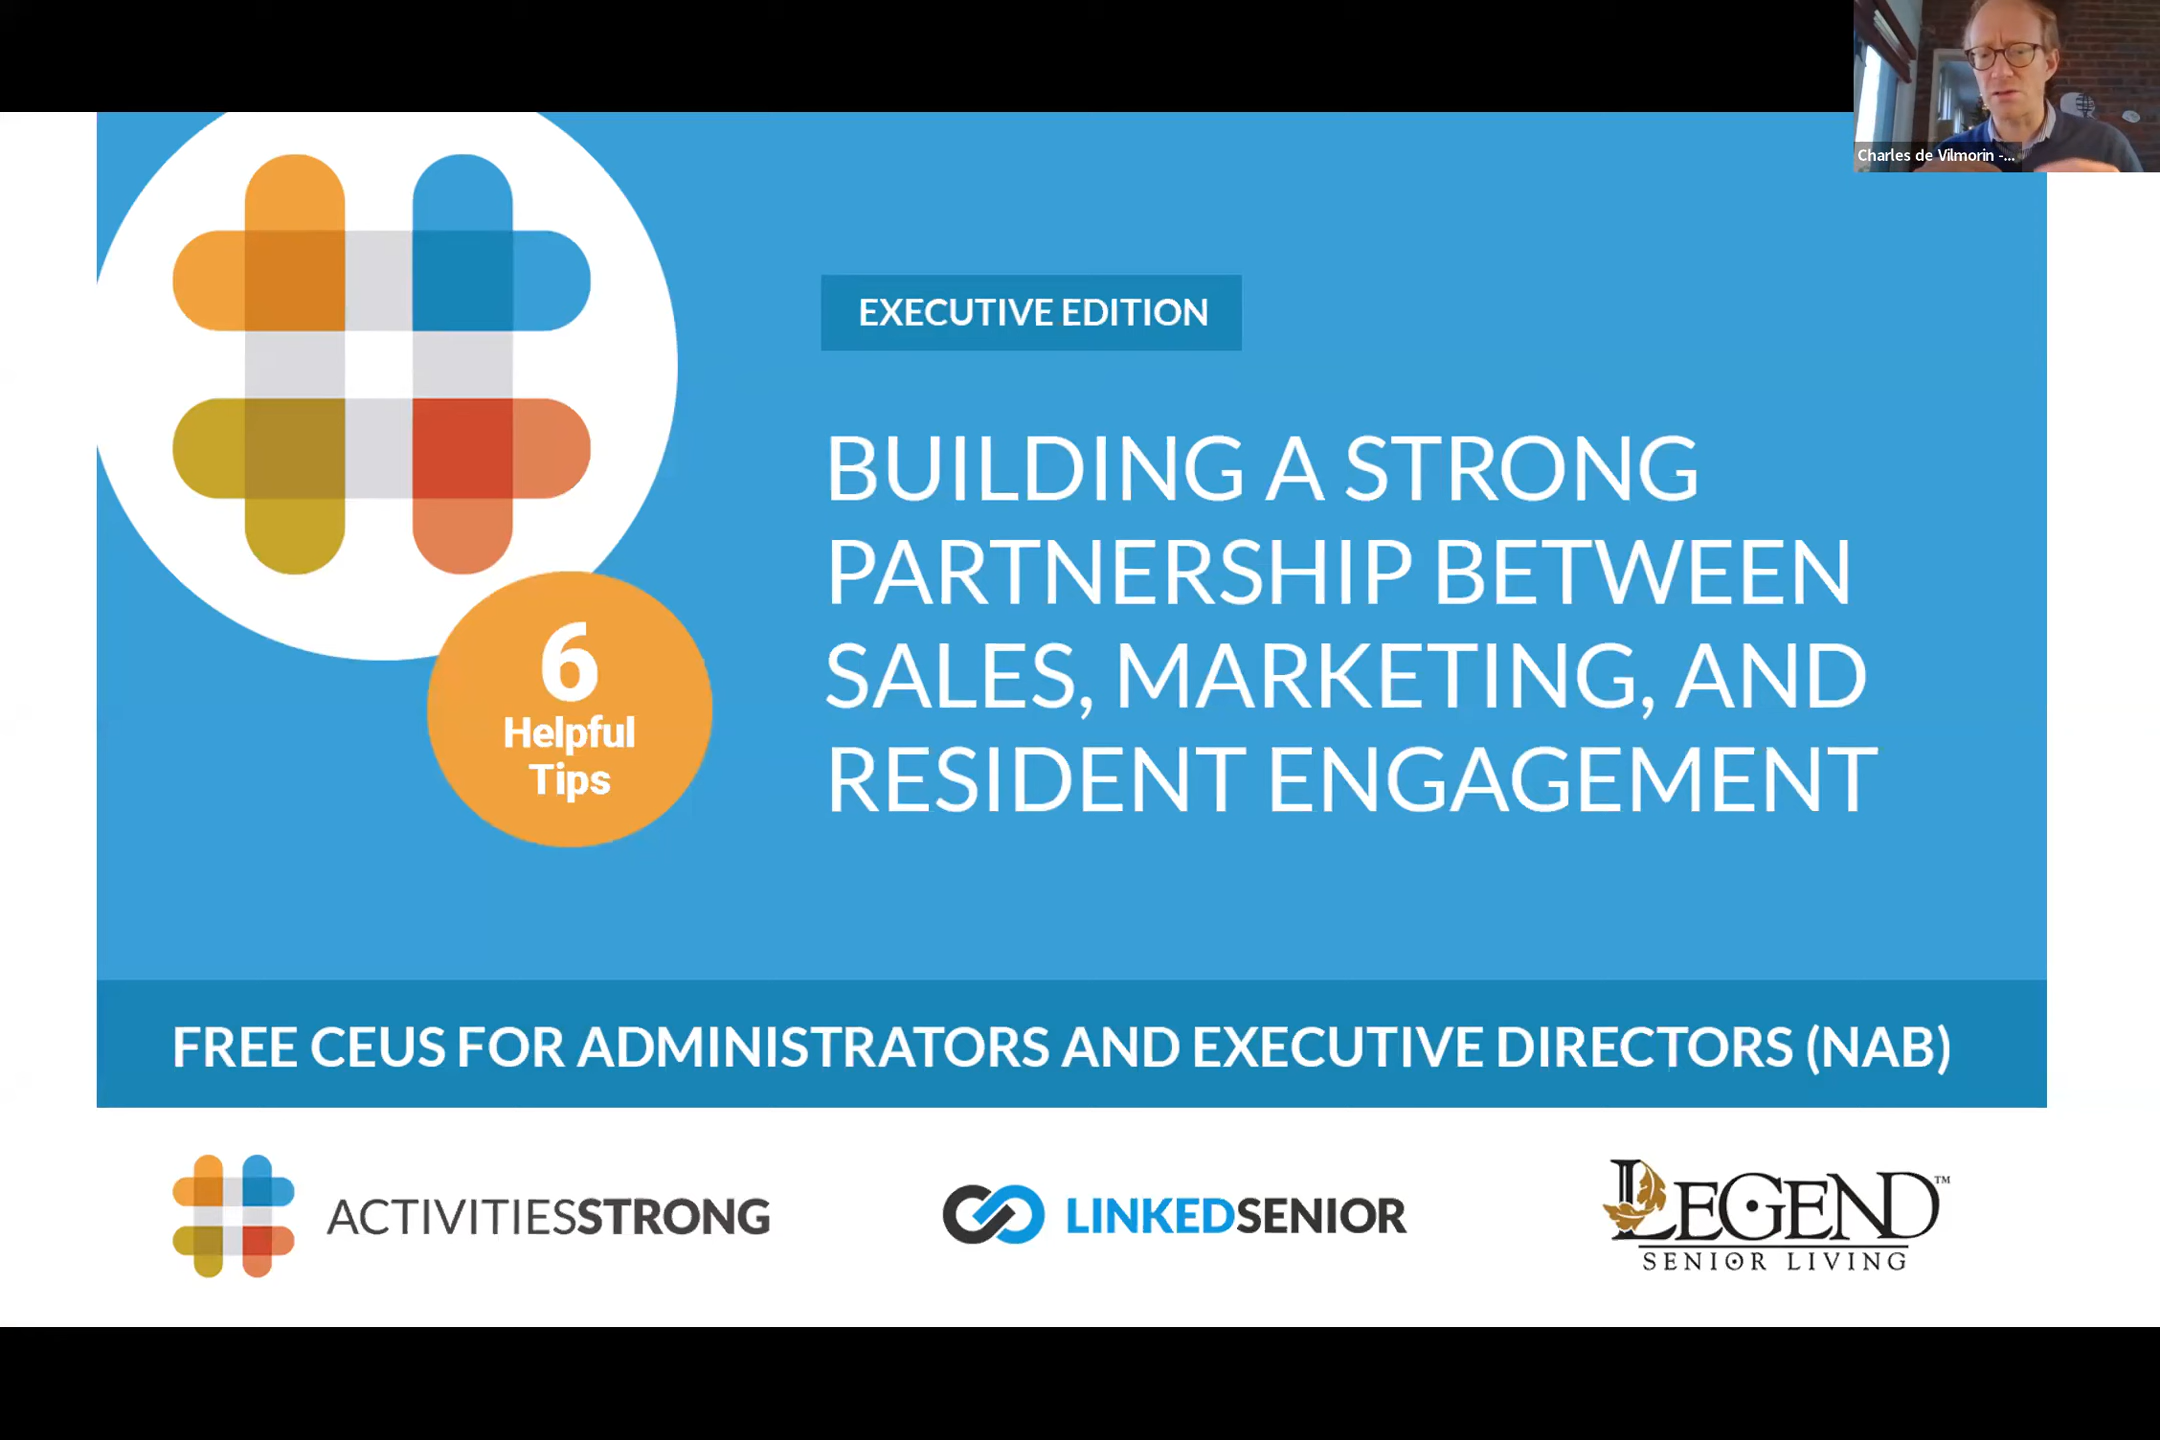 Charles de Vilmorin -...
EXECUTIVE EDITION
BUILDING A STRONG
PARTNERSHIP BETWEEN
SALES, MARKETING, AND
RESIDENT ENGAGEMENT
6
Helpful
Tips
FREE CEUS FOR ADMINISTRATORS AND EXECUTIVE DIRECTORS (NAB)
ACTIVITIESSTRONG
LINKEDSENIOR
LEGEND™
SENIOR LIVING